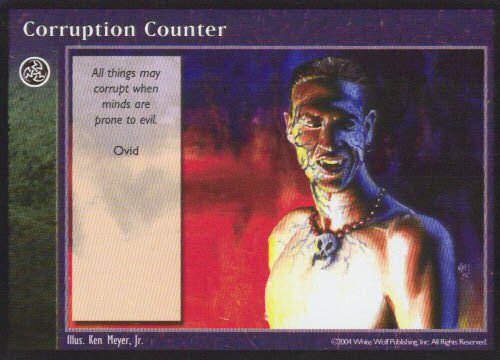 Corruption Counter
All things may
corrupt when
minds are
prone to evil.
Ovid
Illus. Ken Meyer, Jr.
©2004 White Wolf Publishing, Inc. All Rights Reserved.